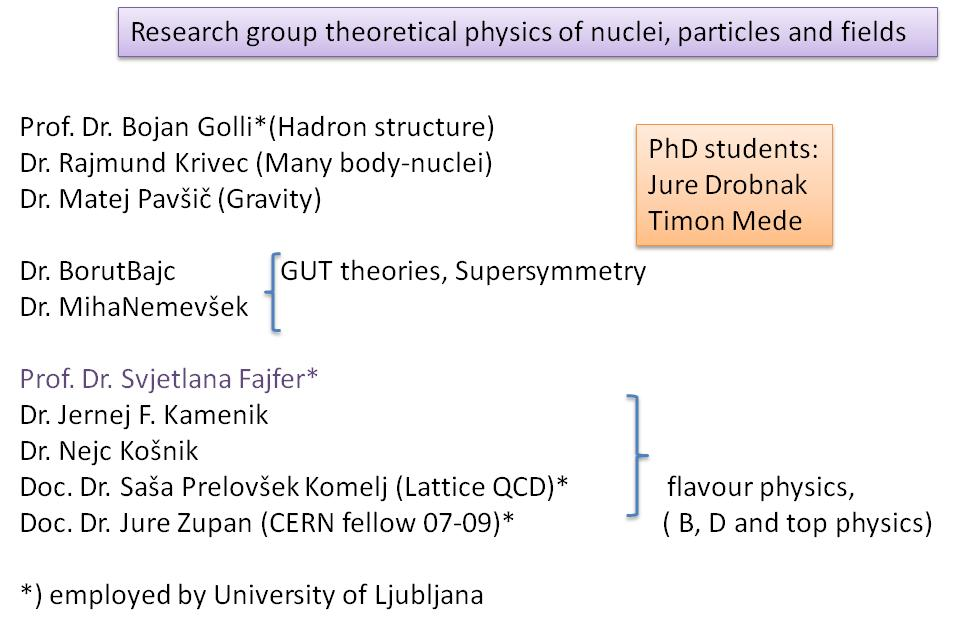 Research group theoretical physics of nuclei, particles and fields
Prof. Dr. Bojan Golli*(Hadron structure)
Dr. Rajmund Krivec (Many body-nuclei)
Dr. Matej Pavšič (Gravity)
PhD students:
Jure Drobnak
Timon Mede
Dr. BorutBajc GUT theories, Supersymmetry
Dr. MihaNemevšek
Prof. Dr. Svjetlana Fajfer*
Dr. Jernej F. Kamenik
Dr. Nejc Košnik
Doc. Dr. Saša Prelovšek Komelj (Lattice QCD)* flavour physics,
Doc. Dr. Jure Zupan (CERN fellow 07-09)* ( B, D and top physics)
*) employed by University of Ljubljana